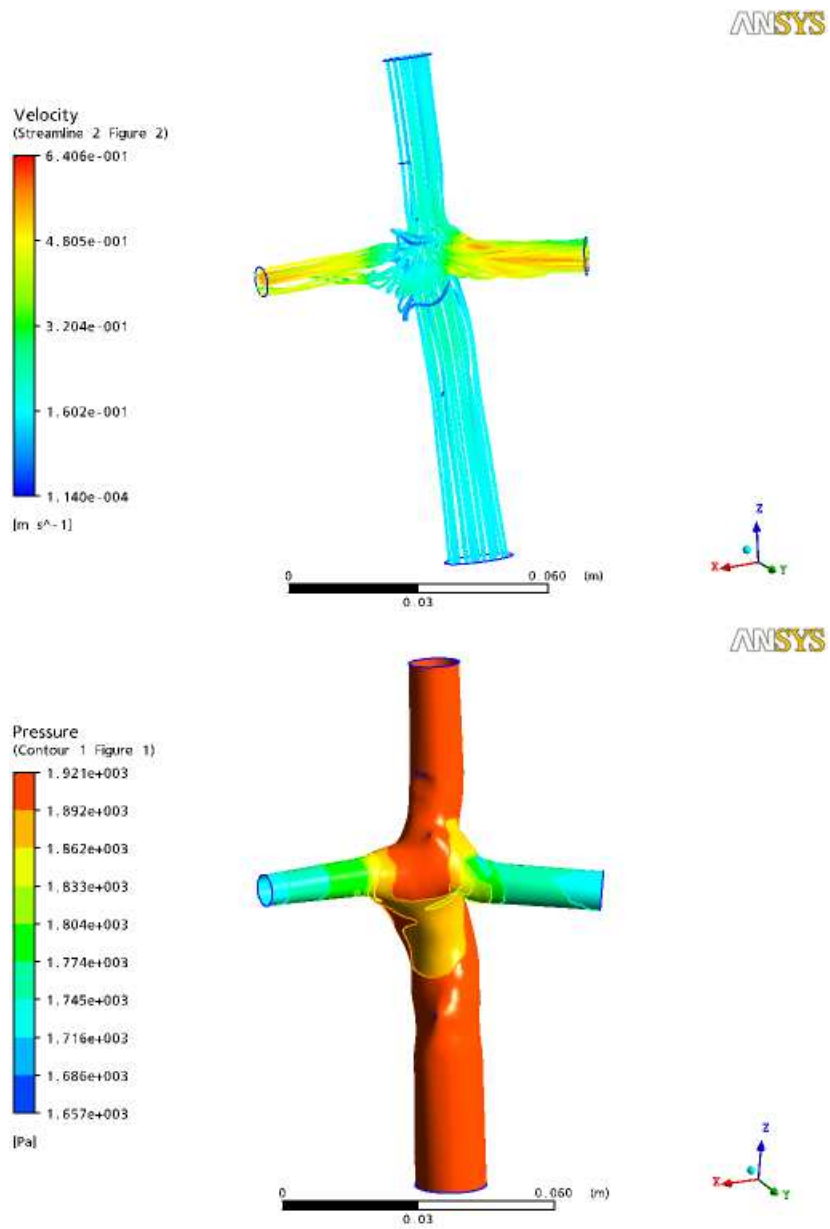 ANSYS
Velocity
(Streamline 2 Figure 2)
6.406e-001
4.805e-001
3.204e-001
1.602e-001
1.140e-004
[m s^-1]
Z
X
Y
0 0.060 (m)
0.03
ANSYS
Pressure
(Contour 1 Figure 1)
1.921e+003
1.892e+003
1.862e+003
1.833e+003
1.804e+003
1.774e+003
1.745e+003
1.716e+003
1.686e+003
1.657e+003
[Pa]
Z
X
Y
0 0.060 (m)
0.03